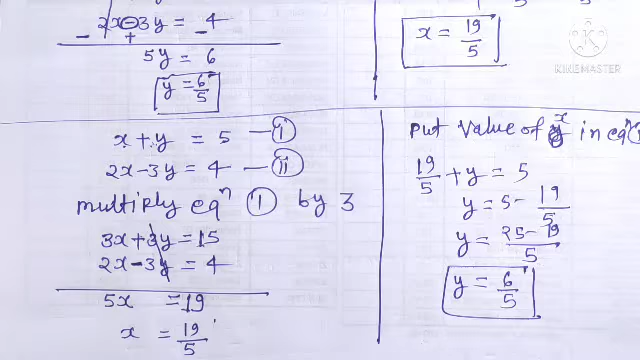 2x-3y = 4
- + -
5y = 6
y = 6/5
x = 19/5
KINEMASTER
x+y = 5 —(i)
2x-3y = 4 —(ii)
multiply eqⁿ (1) by 3
3x+3y=15
2x-3y = 4
5x = 19
x = 19/5
Put value of x in eqⁿ
19/5 + y = 5
y = 5 - 19/5
y = 25-19/5
y = 6/5